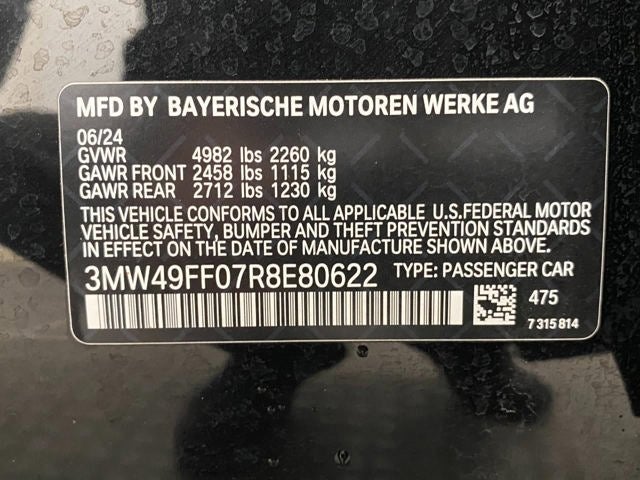 MFD BY BAYERISCHE MOTOREN WERKE AG
06/24
GVWR 4982 lbs 2260 kg
GAWR FRONT 2458 lbs 1115 kg
GAWR REAR 2712 lbs 1230 kg
THIS VEHICLE CONFORMS TO ALL APPLICABLE U.S.FEDERAL MOTOR
VEHICLE SAFETY, BUMPER AND THEFT PREVENTION STANDARDS
IN EFFECT ON THE DATE OF MANUFACTURE SHOWN ABOVE.
3MW49FF07R8E80622 TYPE: PASSENGER CAR
475
7 315 814